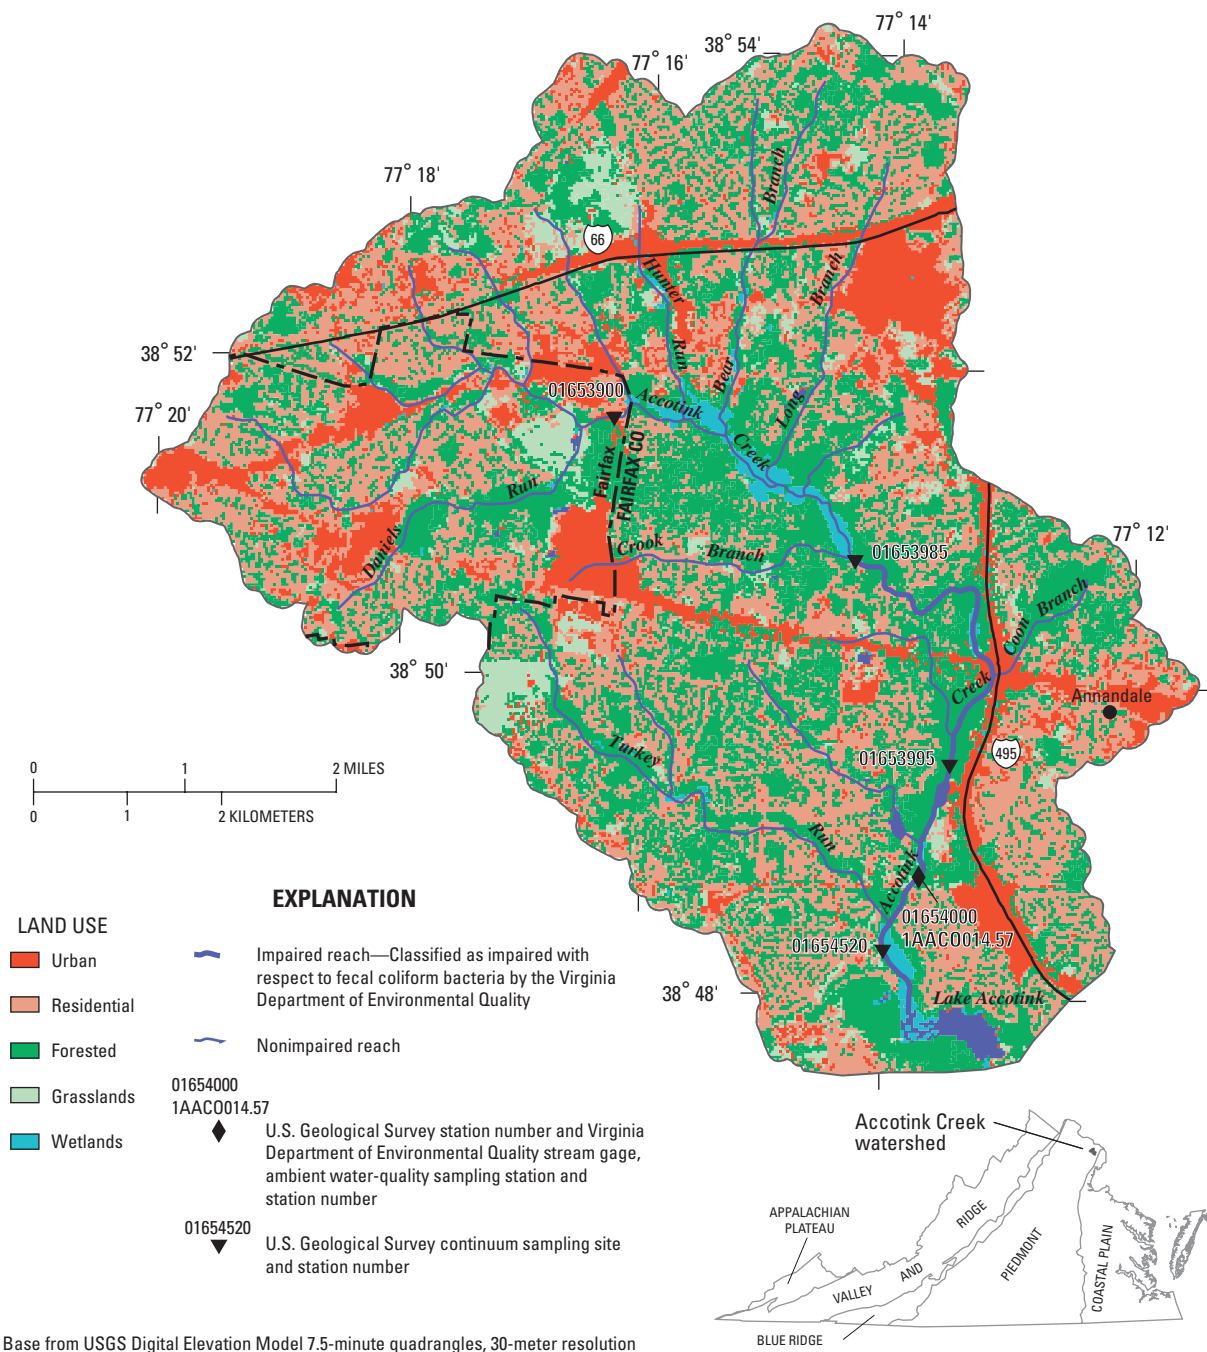 77° 14'
38° 54'
77° 16'
77° 18'
66
Branch
Hunter
Run
Branch
Bear
Long
38° 52'
77° 20'
01653900
Accotink
Creek
Fairfax
FAIRFAX CO
Run
Daniels
Crook
Branch
01653985
77° 12'
Coon Branch
38° 50'
Creek
Annandale
Turkey
Run
01653995
495
Accotink
01654000
1AACO014.57
01654520
38° 48'
Lake Accotink
0 1 2 MILES
0 1 2 KILOMETERS
EXPLANATION
LAND USE
Urban
Residential
Forested
Grasslands
Wetlands
Impaired reach—Classified as impaired with
respect to fecal coliform bacteria by the Virginia
Department of Environmental Quality
Nonimpaired reach
01654000
1AACO014.57
U.S. Geological Survey station number and Virginia
Department of Environmental Quality stream gage,
ambient water-quality sampling station and
station number
01654520
U.S. Geological Survey continuum sampling site
and station number
Accotink Creek
watershed
APPALACHIAN
PLATEAU
VALLEY AND RIDGE
BLUE RIDGE
PIEDMONT
COASTAL PLAIN
Base from USGS Digital Elevation Model 7.5-minute quadrangles, 30-meter resolution